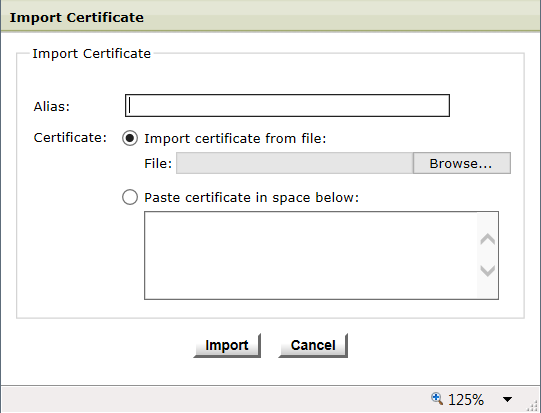 Import Certificate
Import Certificate
Alias:
Certificate: Import certificate from file:
File: Browse...
Paste certificate in space below:
Import Cancel
125%